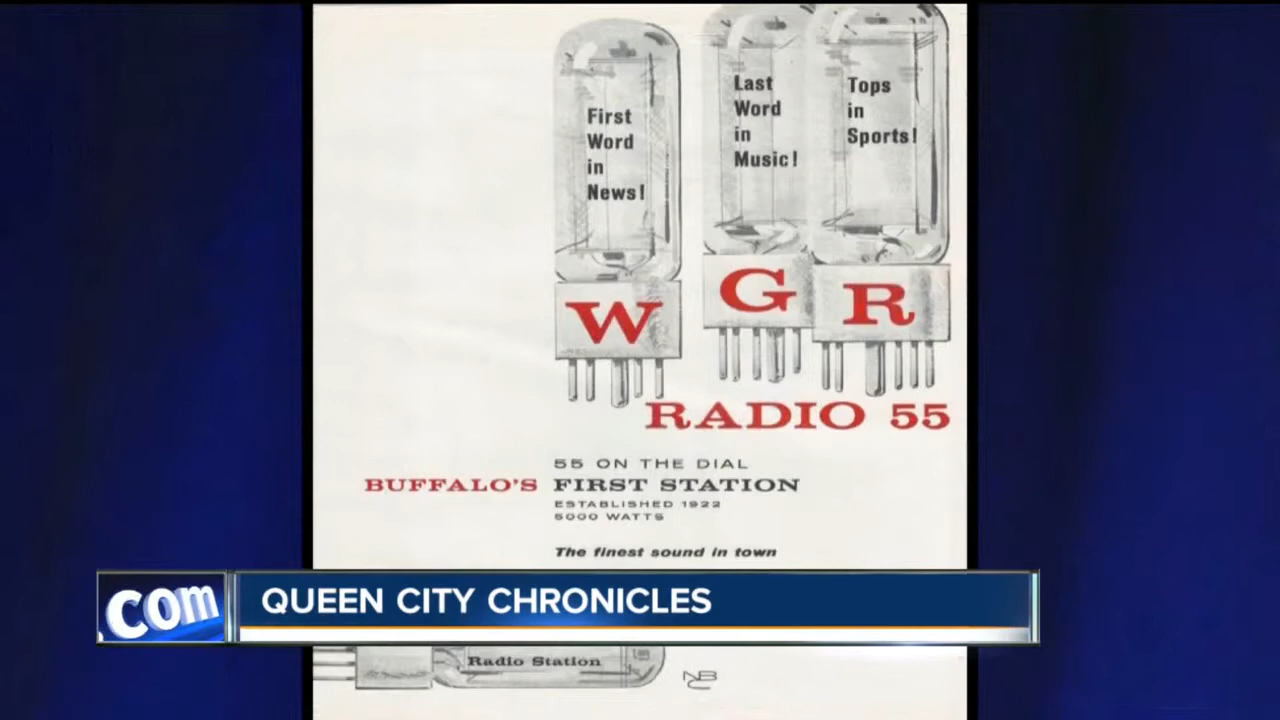 First
Word
in
News!
Last
Word
in
Music!
Tops
in
Sports!
W G R
RADIO 55
55 ON THE DIAL
BUFFALO'S FIRST STATION
ESTABLISHED 1922
5000 WATTS
The finest sound in town
.COM
QUEEN CITY CHRONICLES
Radio Station
NBC